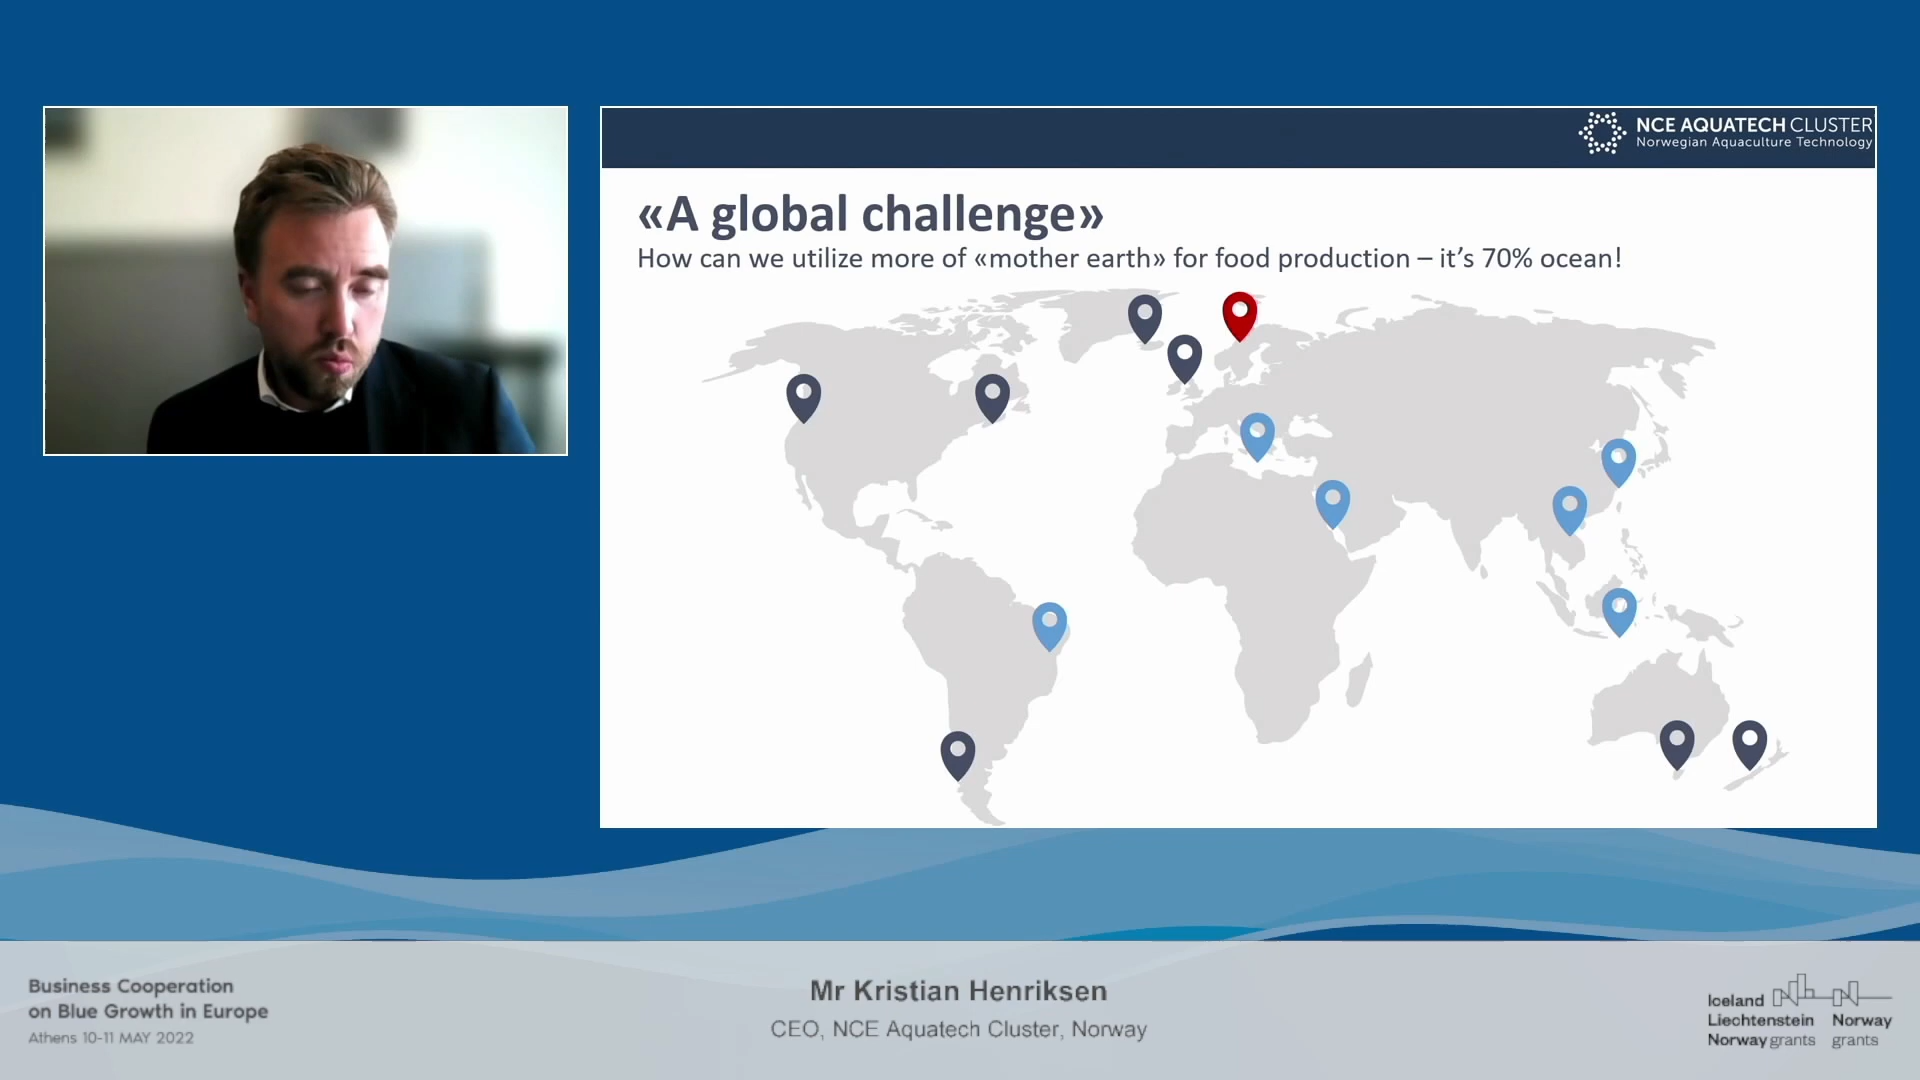 NCE AQUATECH CLUSTER
Norwegian Aquaculture Technology
«A global challenge»
How can we utilize more of «mother earth» for food production – it's 70% ocean!
Business Cooperation
on Blue Growth in Europe
Athens 10-11 MAY 2022
Mr Kristian Henriksen
CEO, NCE Aquatech Cluster, Norway
Iceland
Liechtenstein
Norway grants
Norway
grants